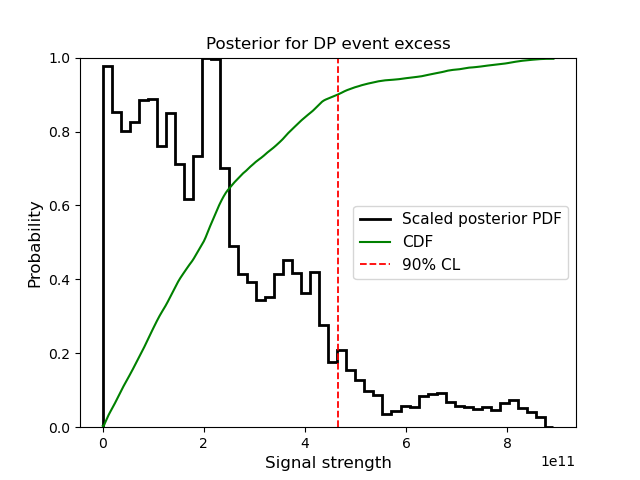 Posterior for DP event excess
Probability
1.0
0.8
0.6
0.4
0.2
0.0
Scaled posterior PDF
CDF
90% CL
0
2
4
6
8
1e11
Signal strength